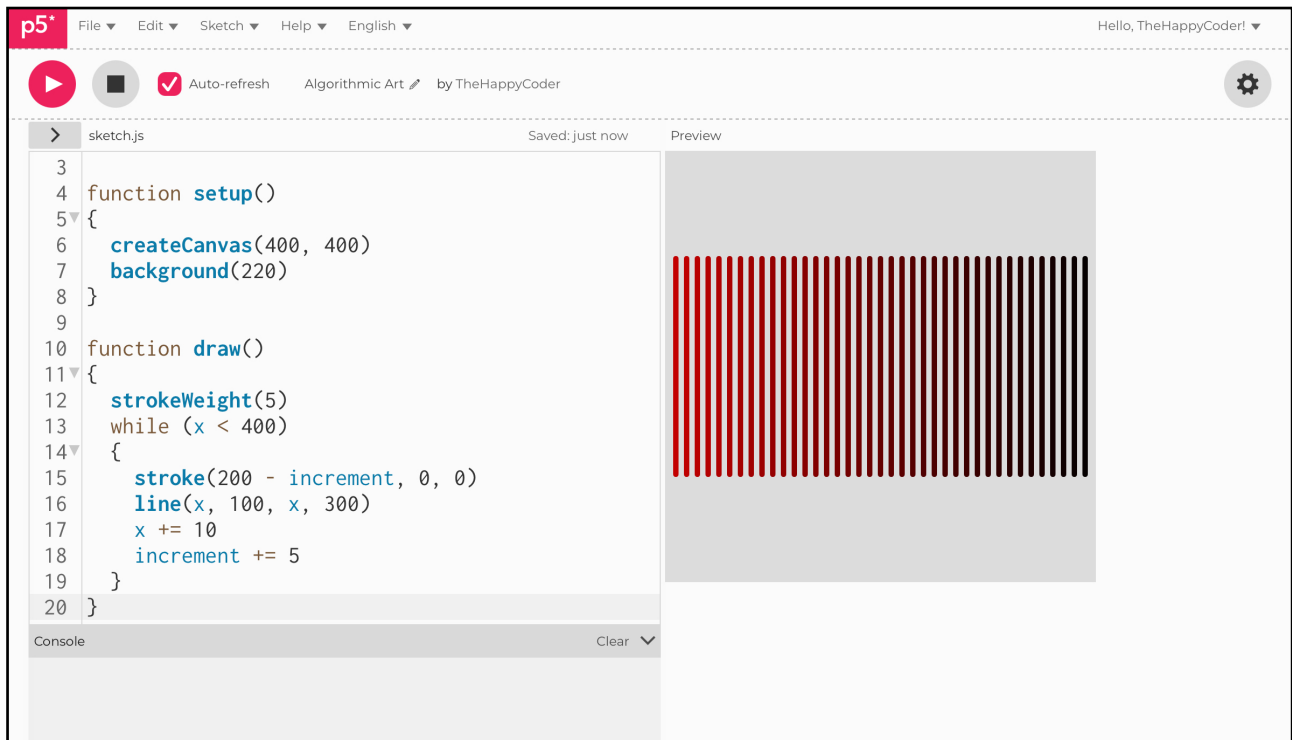 p5* File Edit Sketch Help English Hello, TheHappyCoder!
Auto-refresh Algorithmic Art by TheHappyCoder
> sketch.js Saved: just now Preview
3
4 function setup()
5 {
6 createCanvas(400, 400)
7 background(220)
8 }
9
10 function draw()
11 {
12 strokeWeight(5)
13 while (x < 400)
14 {
15 stroke(200 - increment, 0, 0)
16 line(x, 100, x, 300)
17 x += 10
18 increment += 5
19 }
20 }
Console Clear